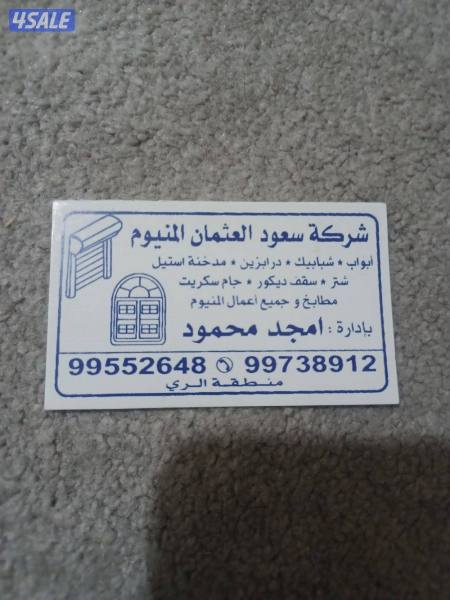 4SALE
شركة سعود العثمان المنيوم
أبواب * شبابيك * درابزين * مدخنة استيل
شتر * سقف ديكور * جام سكريت
مطابخ و جميع أعمال المنيوم
بإدارة : امجد محمود
99552648 ✆ 99738912
منطقة الري